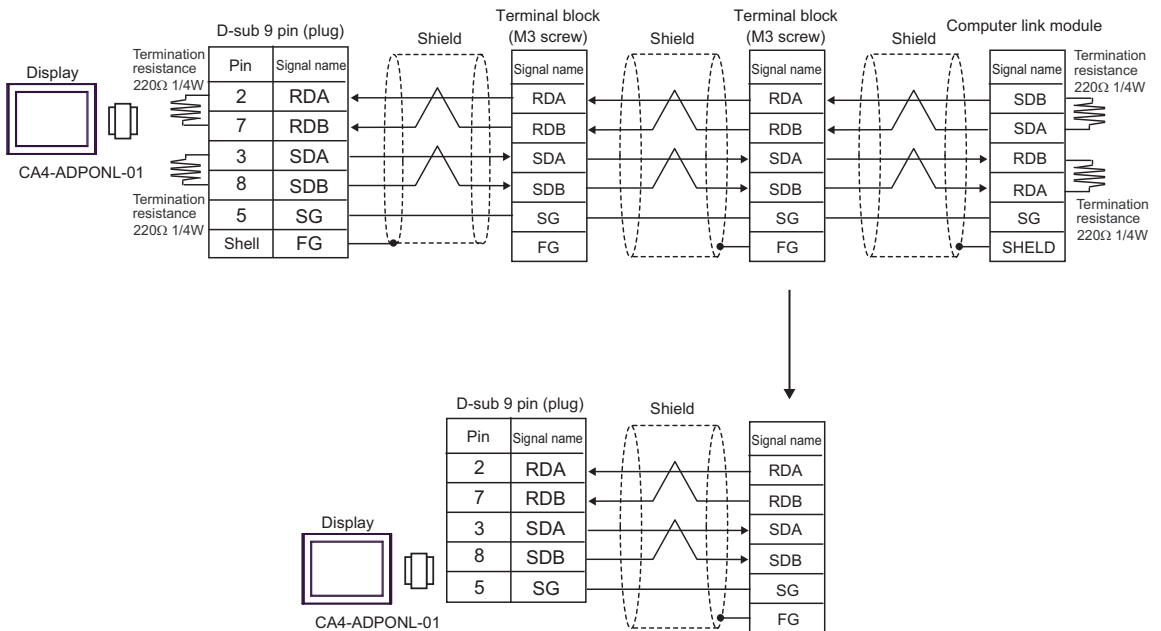 Display
CA4-ADPONL-01
D-sub 9 pin (plug)
Termination
resistance
220Ω 1/4W
Termination
resistance
220Ω 1/4W
Pin Signal name
2 RDA
7 RDB
3 SDA
8 SDB
5 SG
Shell FG
Shield
Terminal block
(M3 screw)
Signal name
RDA
RDB
SDA
SDB
SG
FG
Shield
Terminal block
(M3 screw)
Signal name
RDA
RDB
SDA
SDB
SG
FG
Shield
Computer link module
Signal name
SDB
SDA
RDB
RDA
SG
SHELD
Termination
resistance
220Ω 1/4W
Termination
resistance
220Ω 1/4W
Display
CA4-ADPONL-01
D-sub 9 pin (plug)
Pin Signal name
2 RDA
7 RDB
3 SDA
8 SDB
5 SG
Shield
Signal name
RDA
RDB
SDA
SDB
SG
FG